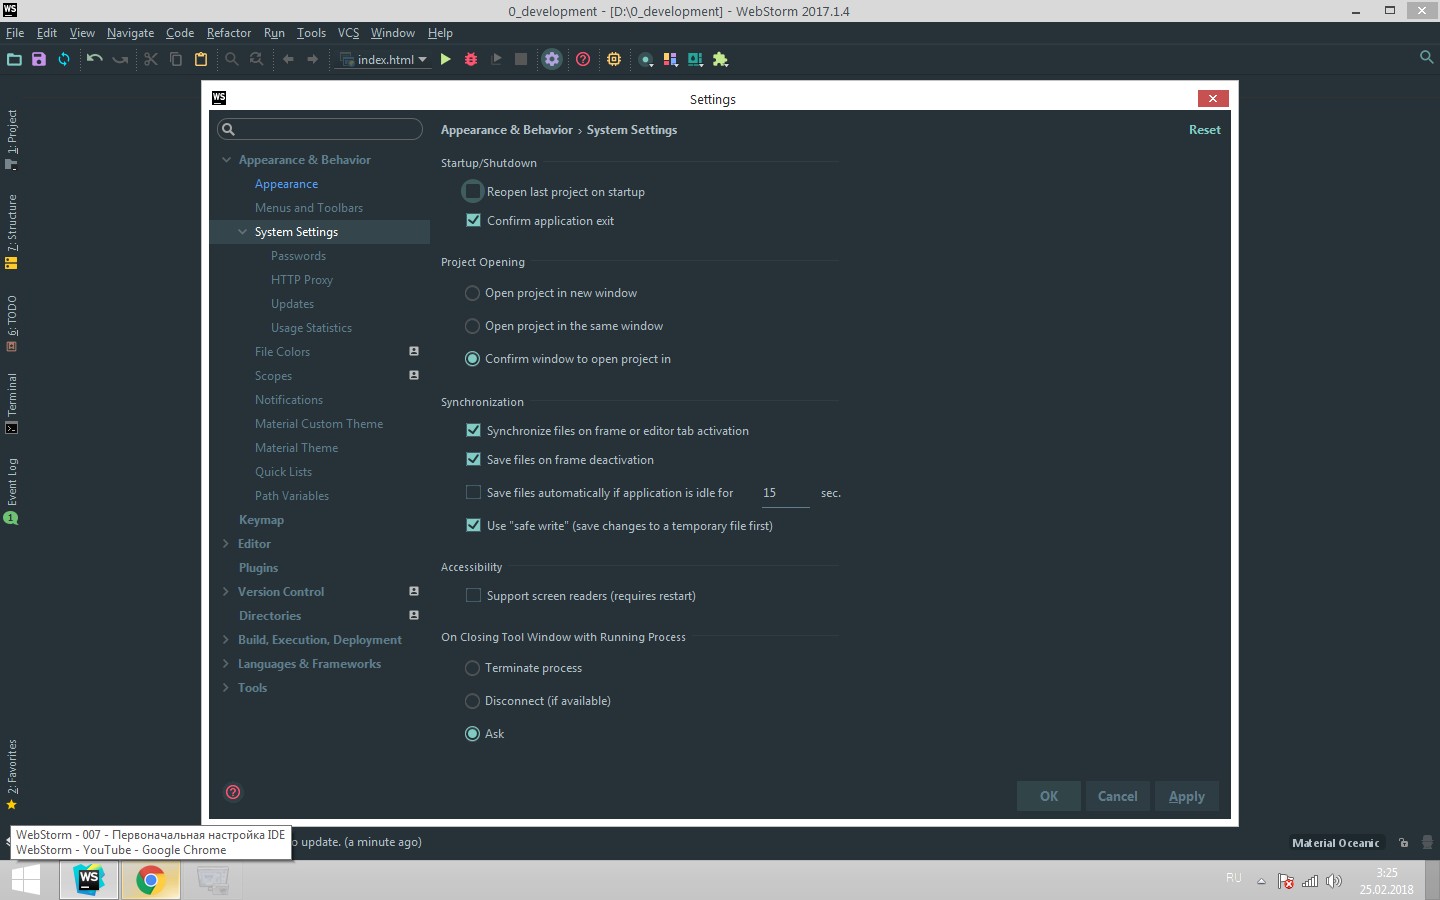 WS
0_development - [D:\0_development] - WebStorm 2017.1.4
File Edit View Navigate Code Refactor Run Tools VCS Window Help
index.html
WS
Settings
Appearance & Behavior › System Settings
Reset
Appearance & Behavior
Appearance
Menus and Toolbars
System Settings
Passwords
HTTP Proxy
Updates
Usage Statistics
File Colors
Scopes
Notifications
Material Custom Theme
Material Theme
Quick Lists
Path Variables
Keymap
Editor
Plugins
Version Control
Directories
Build, Execution, Deployment
Languages & Frameworks
Tools
Startup/Shutdown
Reopen last project on startup
Confirm application exit
Project Opening
Open project in new window
Open project in the same window
Confirm window to open project in
Synchronization
Synchronize files on frame or editor tab activation
Save files on frame deactivation
Save files automatically if application is idle for 15 sec.
Use "safe write" (save changes to a temporary file first)
Accessibility
Support screen readers (requires restart)
On Closing Tool Window with Running Process
Terminate process
Disconnect (if available)
Ask
OK Cancel Apply
1: Project
7: Structure
6: TODO
Terminal
Event Log
1
2: Favorites
WebStorm - 007 - Первоначальная настройка IDE
WebStorm - YouTube - Google Chrome
o update. (a minute ago)
Material Oceanic
WS
RU
3:25
25.02.2018